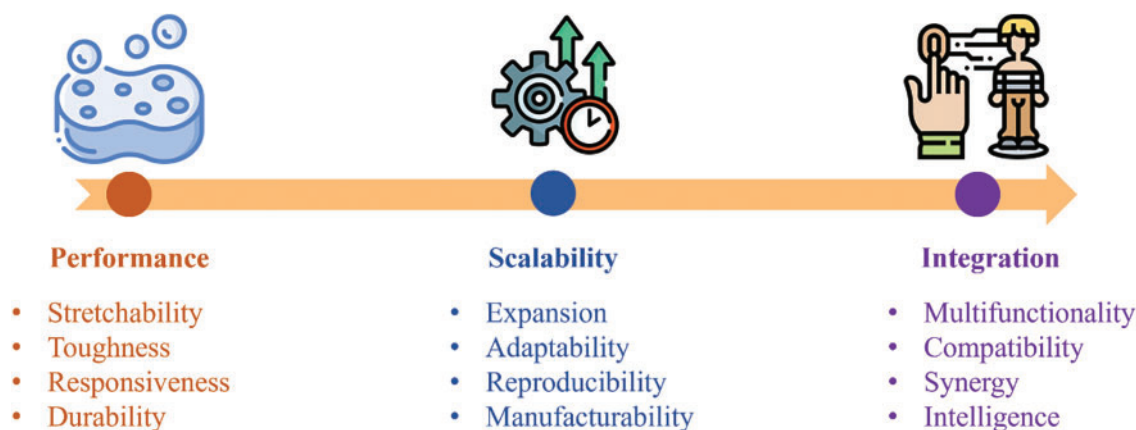 Performance
• Stretchability
• Toughness
• Responsiveness
• Durability
Scalability
• Expansion
• Adaptability
• Reproducibility
• Manufacturability
Integration
• Multifunctionality
• Compatibility
• Synergy
• Intelligence